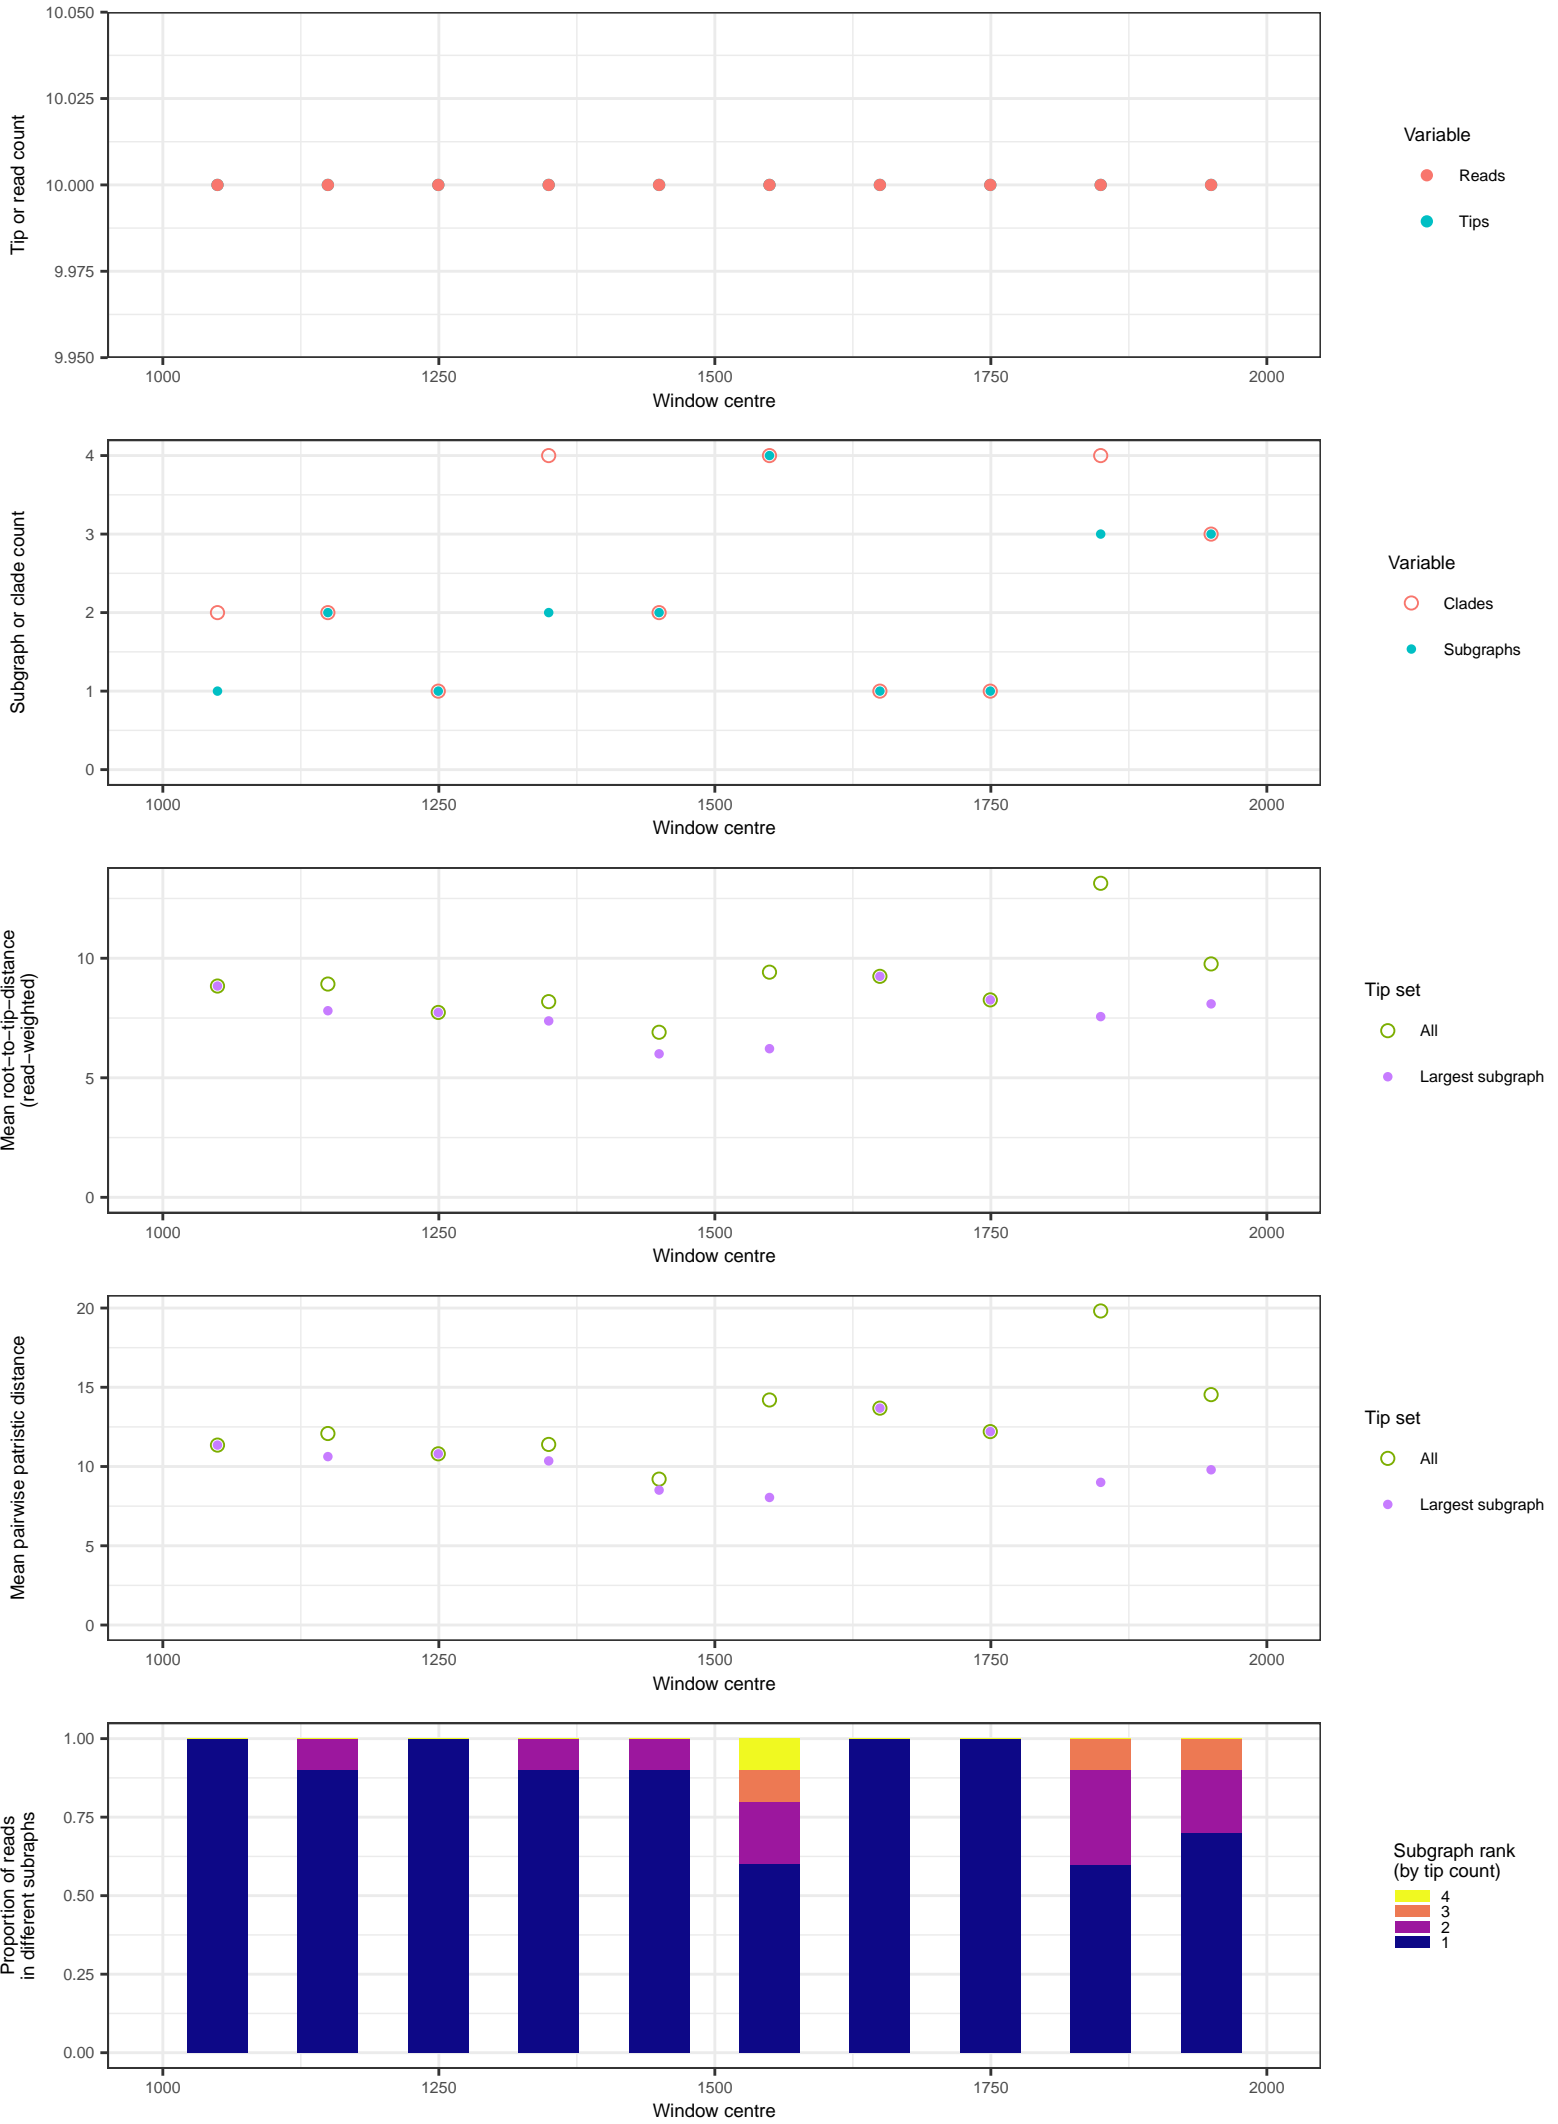 10.050
10.025
10.000
9.975
9.950
Tip or read count
1000 1250 1500 1750 2000
Window centre
Variable
Reads
Tips
4
3
2
1
0
Subgraph or clade count
1000 1250 1500 1750 2000
Window centre
Variable
Clades
Subgraphs
10
5
0
Mean root−to−tip−distance
(read−weighted)
1000 1250 1500 1750 2000
Window centre
Tip set
All
Largest subgraph
20
15
10
5
0
Mean pairwise patristic distance
1000 1250 1500 1750 2000
Window centre
Tip set
All
Largest subgraph
1.00
0.75
0.50
0.25
0.00
Proportion of reads
in different subraphs
1000 1250 1500 1750 2000
Window centre
Subgraph rank
(by tip count)
4
3
2
1